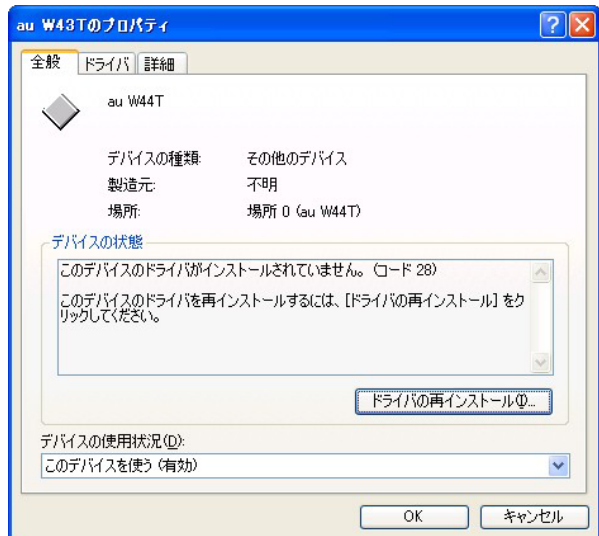 au W43Tのプロパティ
全般 ドライバ 詳細
au W44T
デバイスの種類: その他のデバイス
製造元: 不明
場所: 場所 0 (au W44T)
デバイスの状態
このデバイスのドライバがインストールされていません。(コード 28)
このデバイスのドライバを再インストールするには、[ドライバの再インストール] をク
リックしてください。
ドライバの再インストール(I)...
デバイスの使用状況(D):
このデバイスを使う (有効)
OK キャンセル